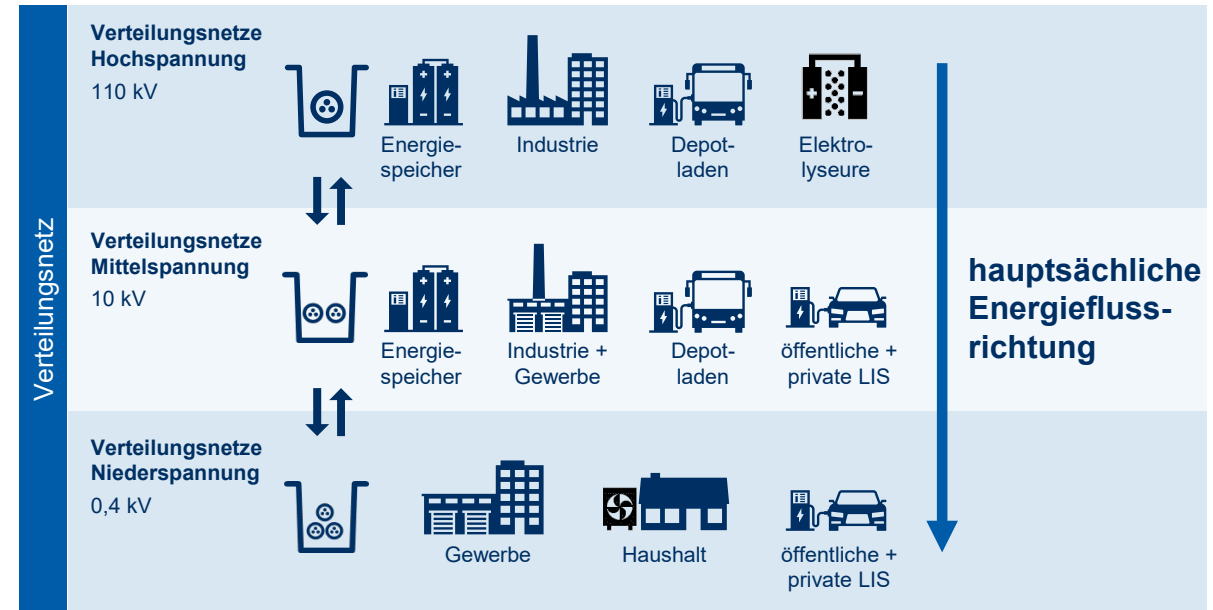 Verteilungsnetz
Verteilungsnetze
Hochspannung
110 kV
Energie-
speicher
Industrie
Depot-
laden
Elektro-
lyseure
Verteilungsnetze
Mittelspannung
10 kV
Energie-
speicher
Industrie +
Gewerbe
Depot-
laden
öffentliche +
private LIS
Verteilungsnetze
Niederspannung
0,4 kV
Gewerbe
Haushalt
öffentliche +
private LIS
hauptsächliche
Energiefluss-
richtung